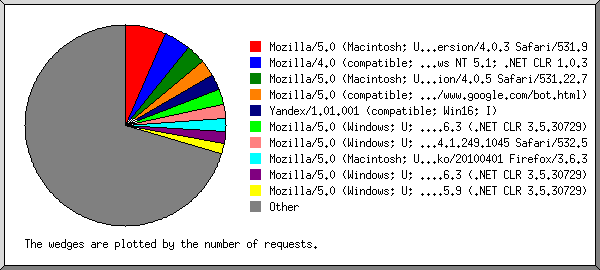 Mozilla/5.0 (Macintosh; U...ersion/4.0.3 Safari/531.9
Mozilla/4.0 (compatible; ...ws NT 5.1; .NET CLR 1.0.3
Mozilla/5.0 (Macintosh; U...ion/4.0.5 Safari/531.22.7
Mozilla/5.0 (compatible; .../www.google.com/bot.html)
Yandex/1.01.001 (compatible; Win16; I)
Mozilla/5.0 (Windows; U; ....6.3 (.NET CLR 3.5.30729)
Mozilla/5.0 (Windows; U; ...4.1.249.1045 Safari/532.5
Mozilla/5.0 (Macintosh; U...ko/20100401 Firefox/3.6.3
Mozilla/5.0 (Windows; U; ....6.3 (.NET CLR 3.5.30729)
Mozilla/5.0 (Windows; U; ....5.9 (.NET CLR 3.5.30729)
Other
The wedges are plotted by the number of requests.